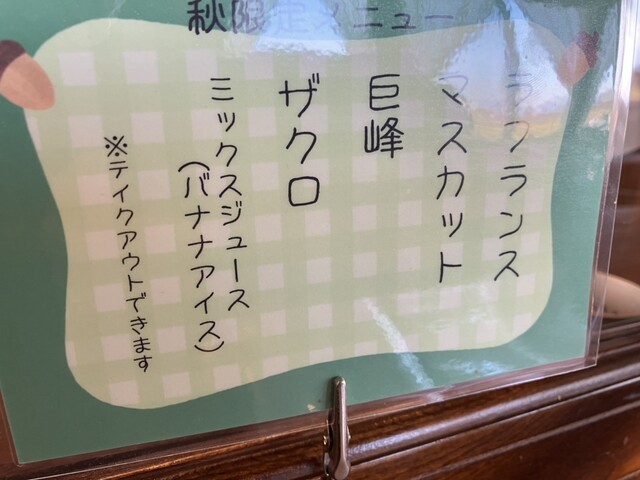 秋限定メニュー
ラフランス
マスカット
巨峰
ザクロ
ミックスジュース
(バナナアイス)
※テイクアウトできます